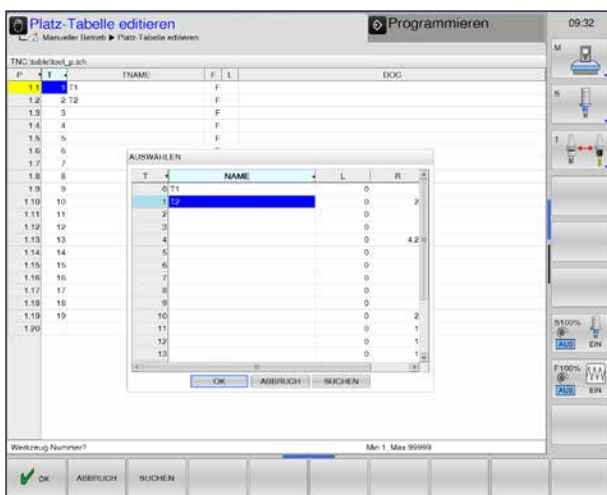 Platz-Tabelle editieren
Manueller Betrieb ▶ Platz-Tabelle editieren
Programmieren
09:32
TNC:\table\tool_p.tch
P T TNAME F L DOC
1.1 1 T1 F
1.2 2 T2 F
1.3 3 F
1.4 4 F
1.5 5 F
1.6 6
1.7 7
1.8 8
1.9 9
1.10 10
1.11 11
1.12 12
1.13 13
1.14 14
1.15 15
1.16 16
1.17 17
1.18 18
1.19 19
1.20
AUSWÄHLEN
T NAME L R
0 T1 0
1 T2 0 2
2 0
3 0
4 0 4.2
5 0
6 0
7 0
8 0
9 0
10 0 2
11 0 1
12 0 1
13 0 1
OK ABBRUCH SUCHEN
M
S
T
S100%
AUS EIN
F100%
AUS EIN
Werkzeug-Nummer? Min 1, Max 99999
OK ABBRUCH SUCHEN